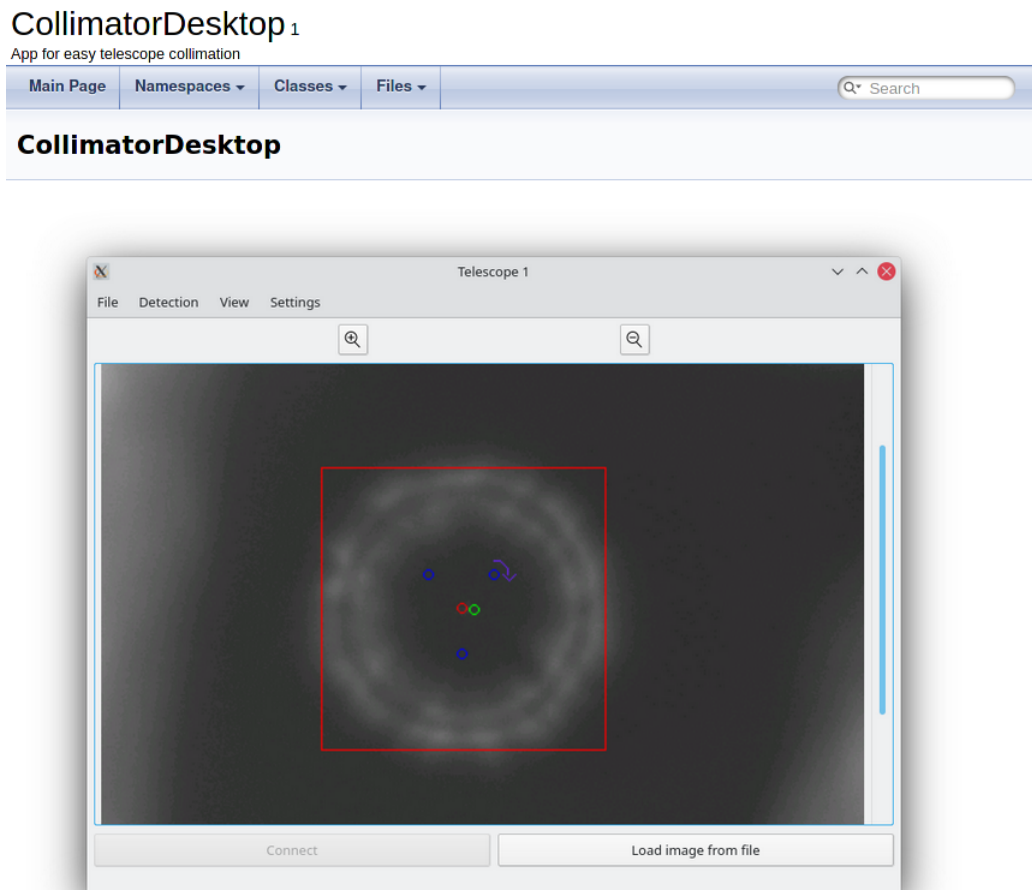 CollimatorDesktop 1
App for easy telescope collimation
Main Page Namespaces Classes Files Search
CollimatorDesktop
Telescope 1
File Detection View Settings
Connect Load image from file